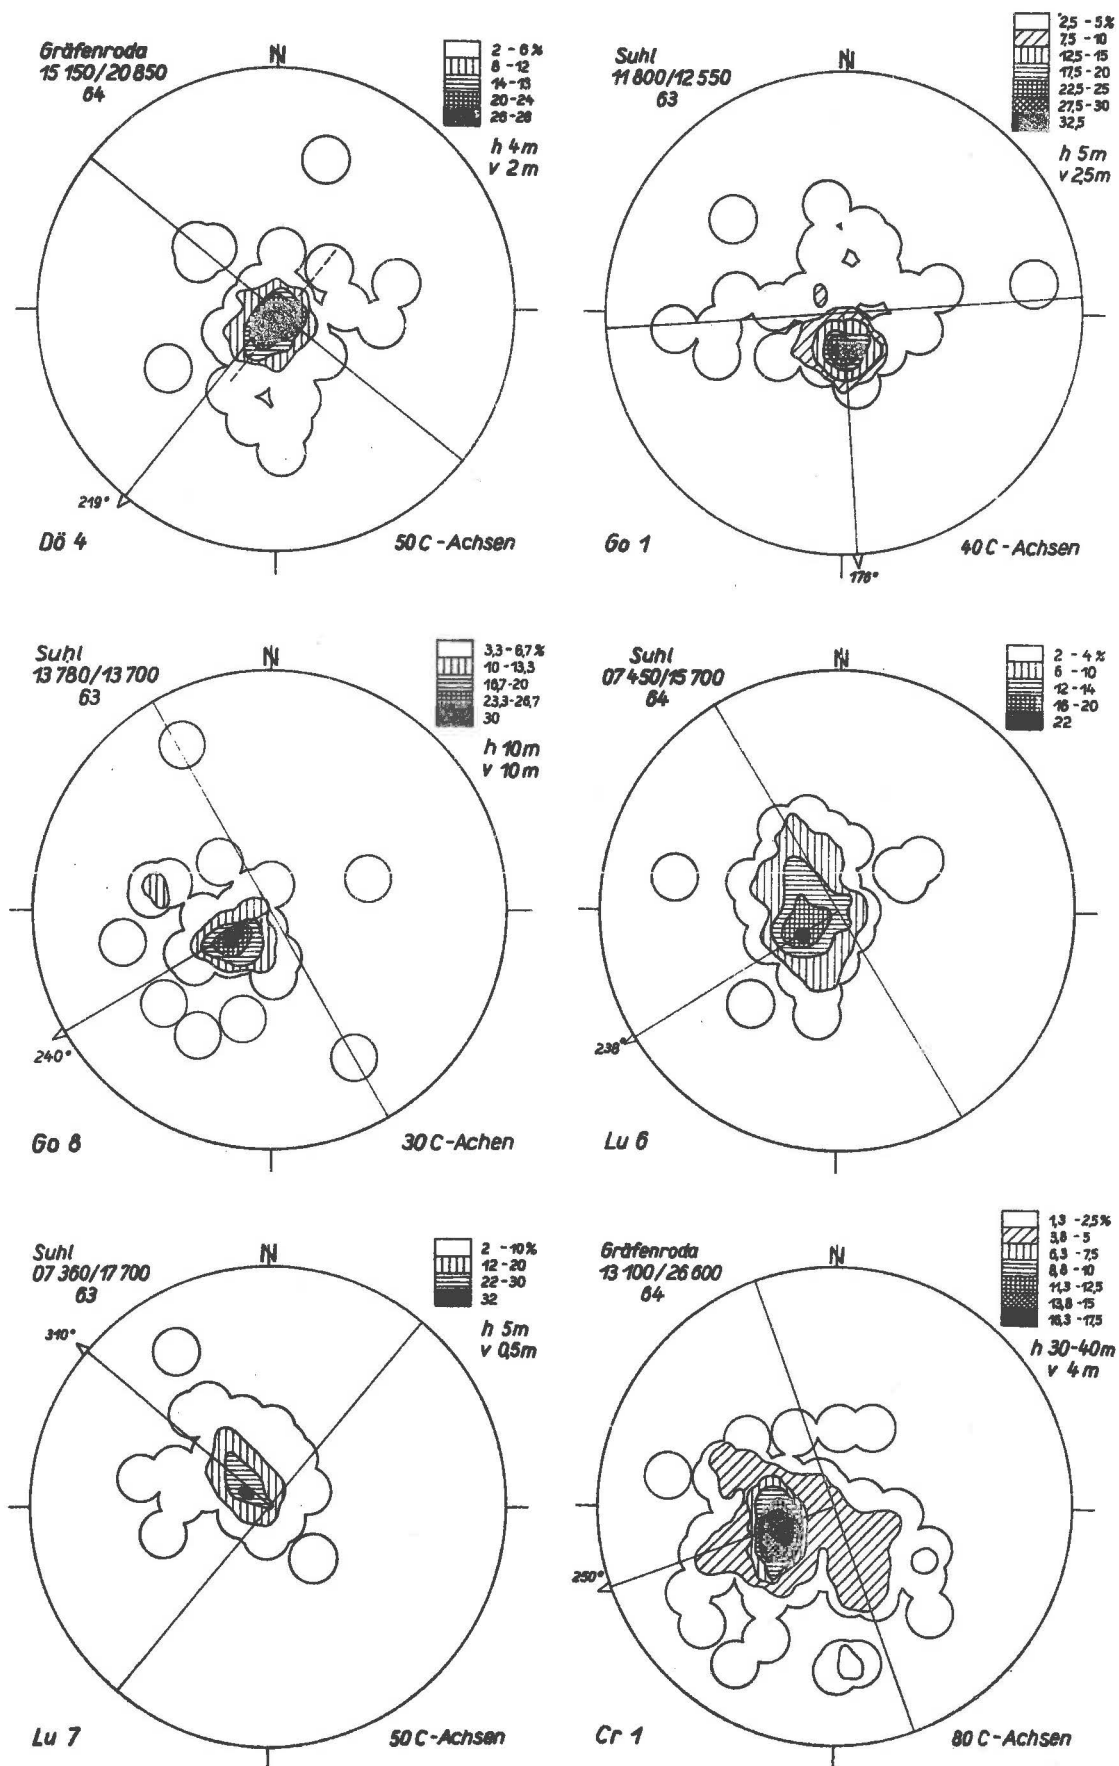 Gräfenroda
15 150/20 850
64
N
2 - 6%
8 - 12
14 - 18
20 - 24
26 - 28
h 4m
v 2m
219°
Dö 4
50 C-Achsen
Suhl
11 800/12 550
63
N
2,5 - 5%
7,5 - 10
12,5 - 15
17,5 - 20
22,5 - 25
27,5 - 30
32,5
h 5m
v 2,5m
176°
Go 1
40 C-Achsen
Suhl
13 780/13 700
63
N
3,3 - 6,7%
10 - 13,3
16,7 - 20
23,3 - 26,7
30
h 10m
v 10m
240°
30 C-Achen
Suhl
07 450/15 700
64
N
2 - 4%
6 - 10
12 - 14
16 - 20
22
238°
Lu 6
Suhl
07 360/17 700
63
N
2 - 10%
12 - 20
22 - 30
32
h 5m
v 0,5m
310°
Lu 7
50 C-Achsen
Gräfenroda
13 100/26 600
64
N
1,3 - 2,5%
3,8 - 5
6,3 - 7,5
8,8 - 10
11,3 - 12,5
13,8 - 15
16,3 - 17,5
h 30-40m
v 4m
250°
Cr 1
80 C-Achsen